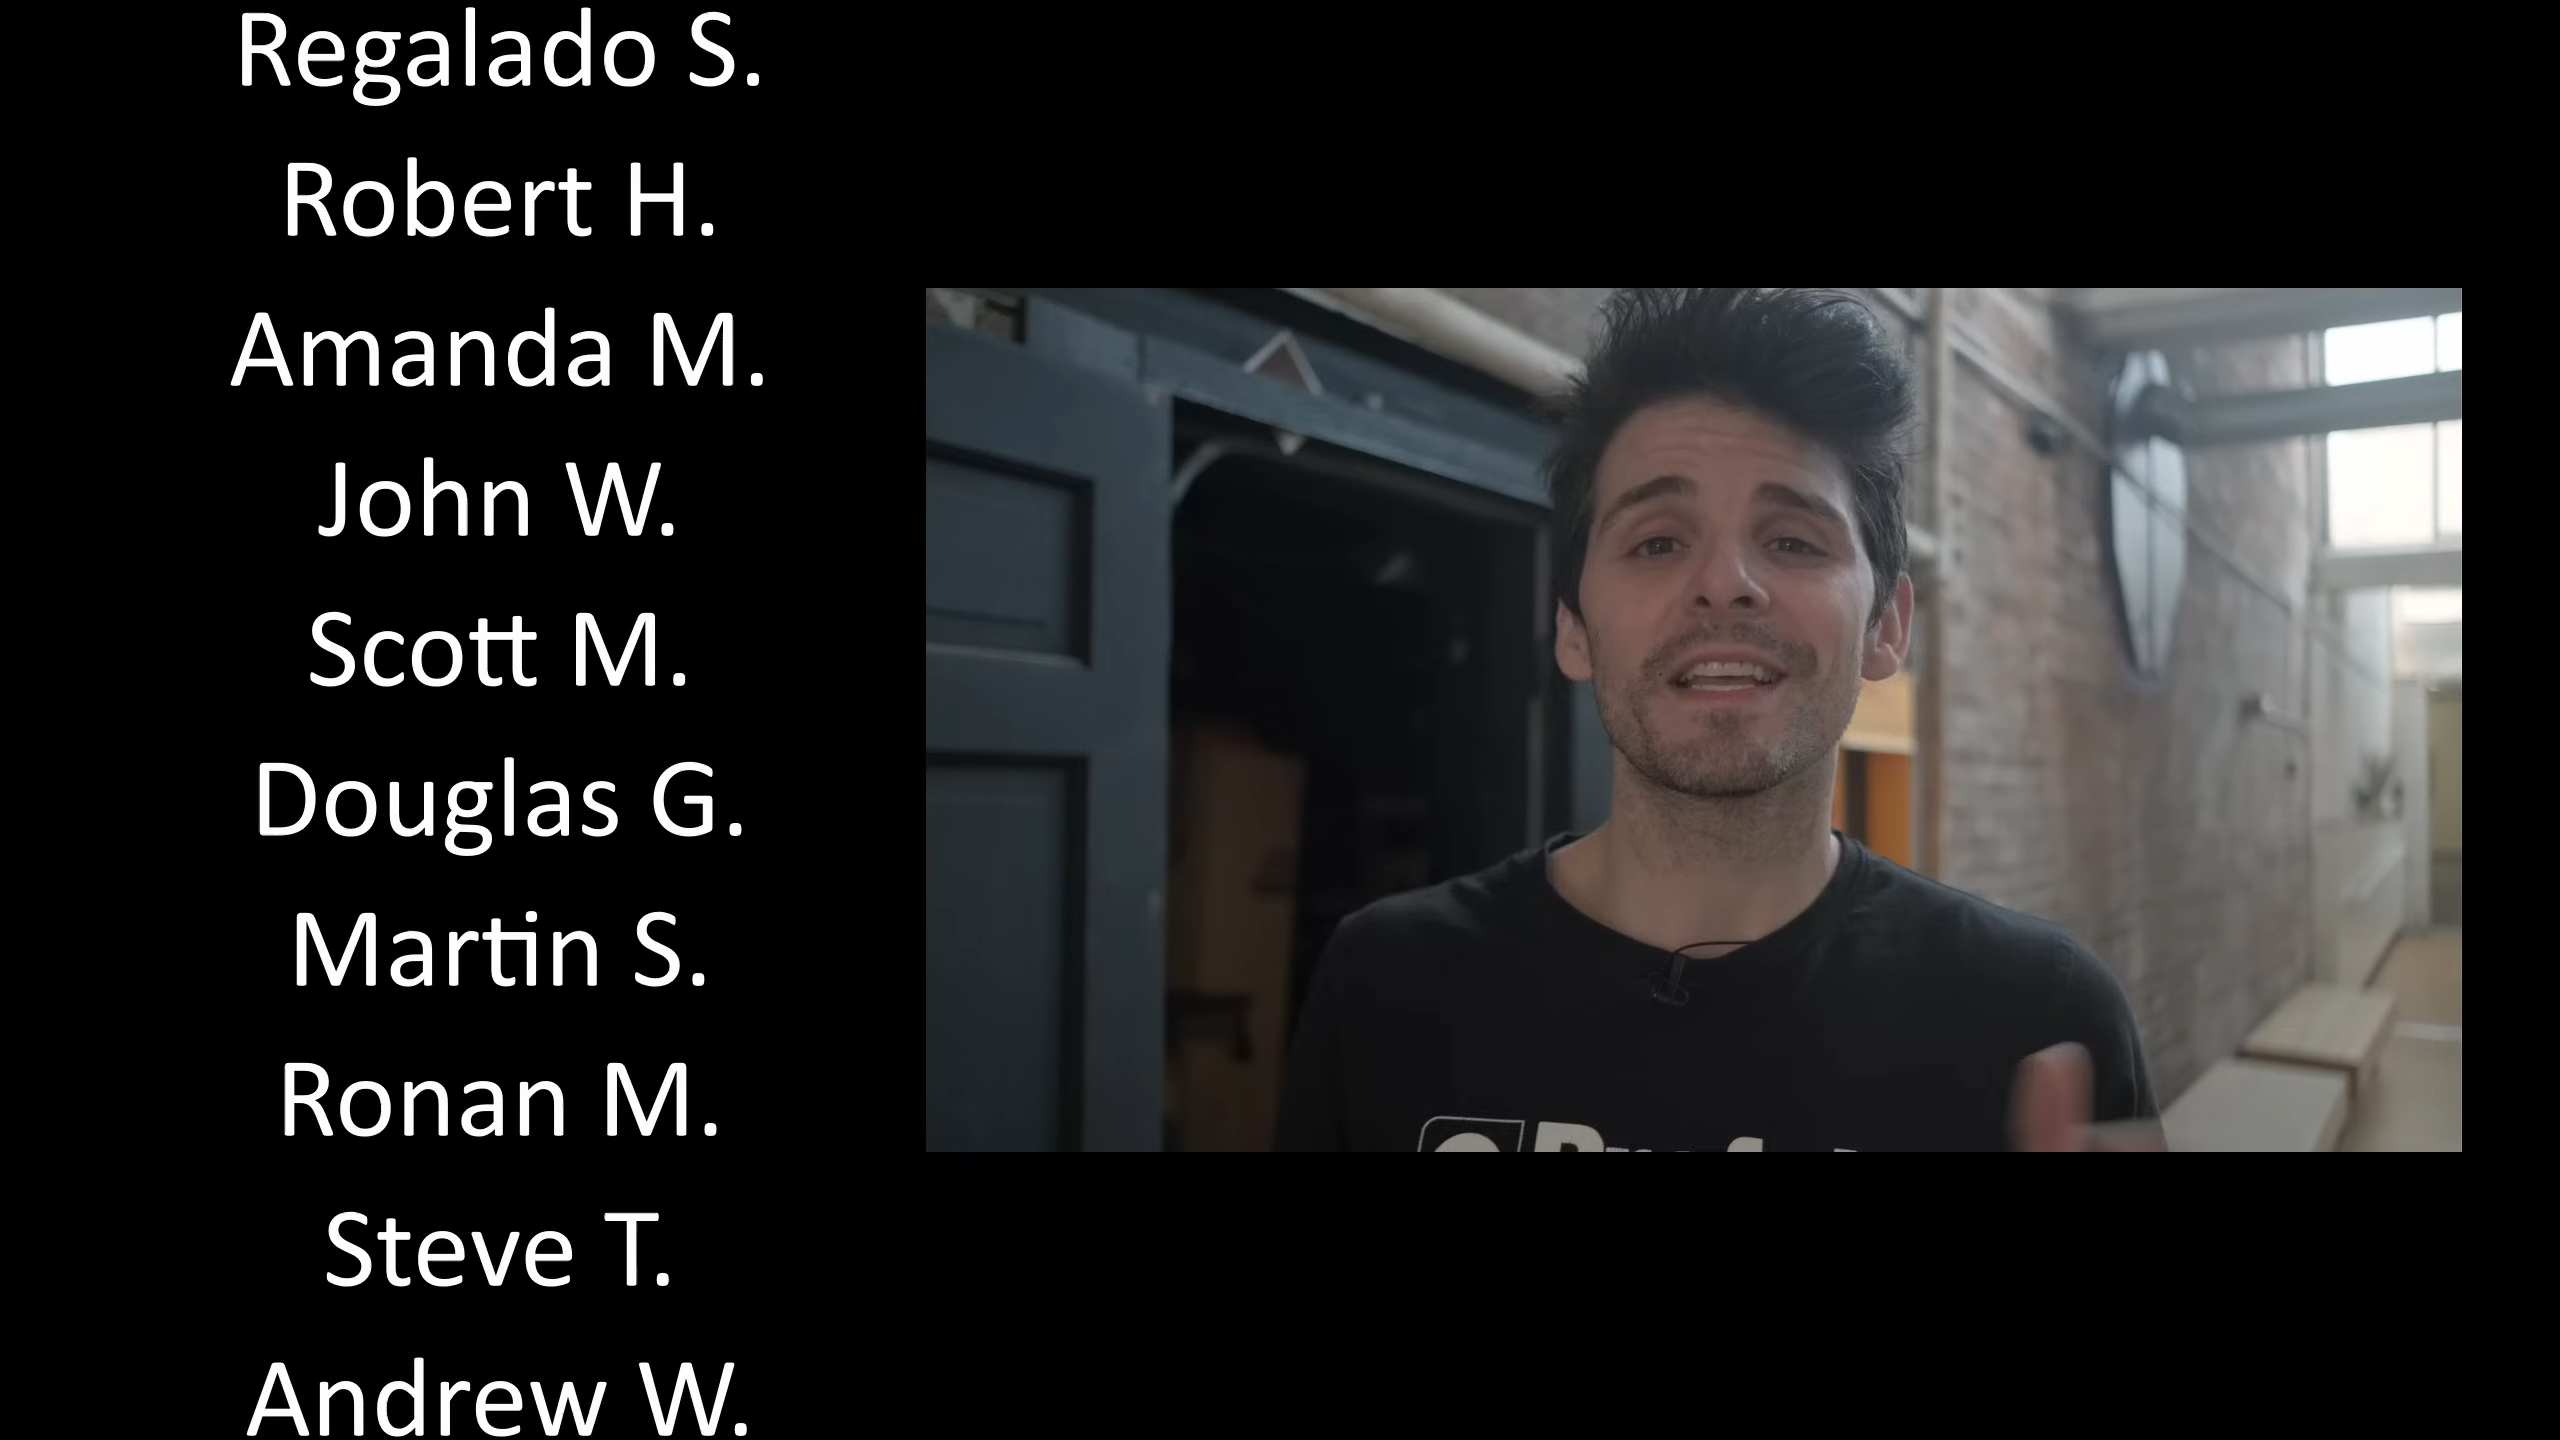 Regalado S.
Robert H.
Amanda M.
John W.
Scott M.
Douglas G.
Martin S.
Ronan M.
Steve T.
Andrew W.